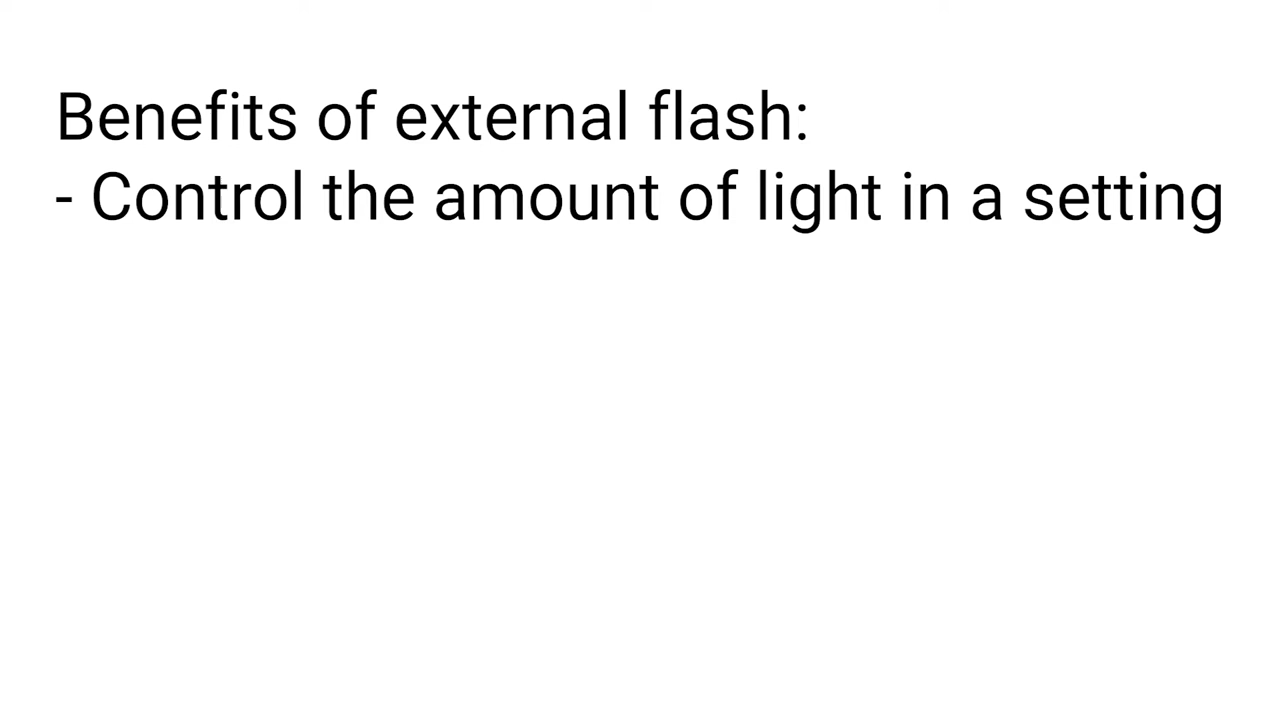 Benefits of external flash:
- Control the amount of light in a setting